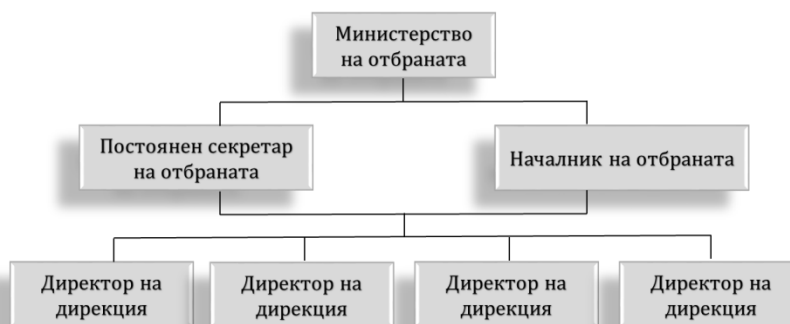 Министерство
на отбраната
Постоянен секретар
на отбраната
Началник на отбраната
Директор на
дирекция
Директор на
дирекция
Директор на
дирекция
Директор на
дирекция